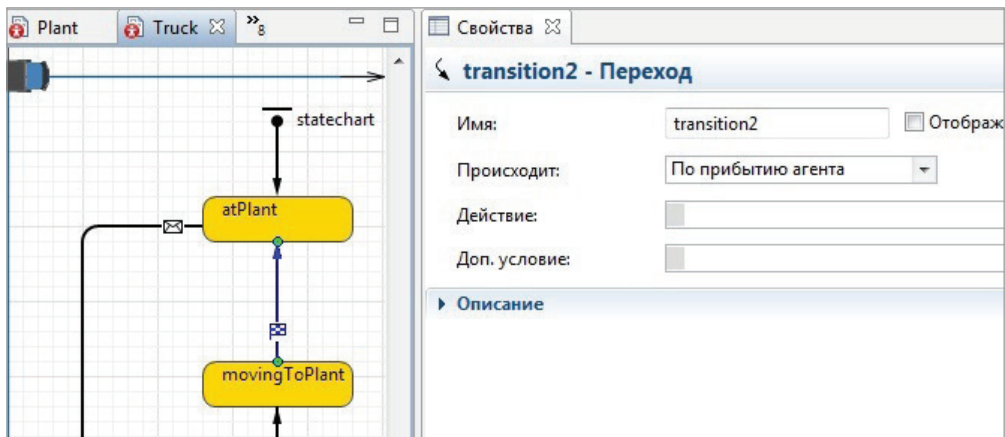 Plant
Truck
»8
statechart
atPlant
movingToPlant
Свойства
transition2 - Переход
Имя:
transition2
Отображ
Происходит:
По прибытию агента
Действие:
Доп. условие:
Описание